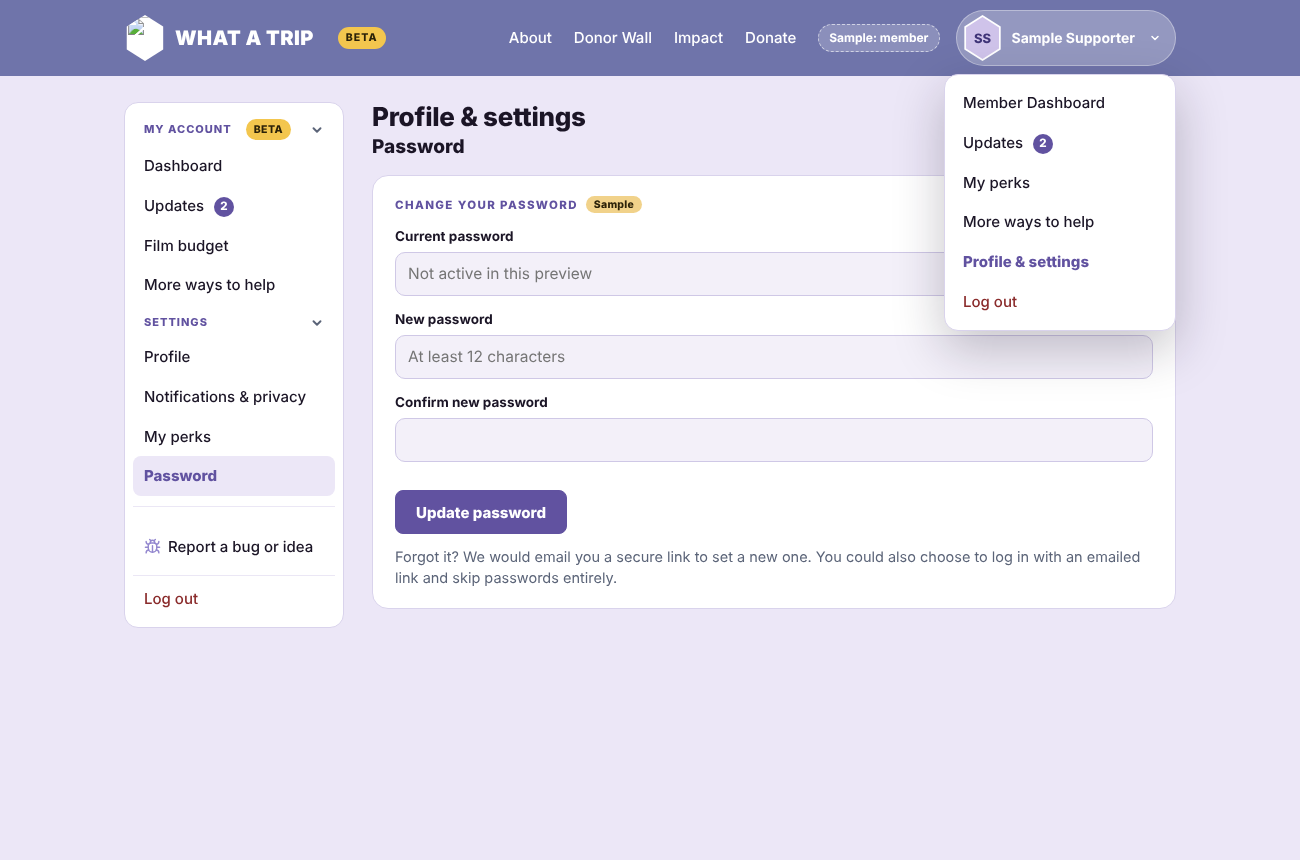 WHAT A TRIP
BETA
About
Donor Wall
Impact
Donate
Sample: member
SS
Sample Supporter
Member Dashboard
Updates 2
My perks
More ways to help
Profile & settings
Log out
MY ACCOUNT BETA
Dashboard
Updates 2
Film budget
More ways to help
SETTINGS
Profile
Notifications & privacy
My perks
Password
Report a bug or idea
Log out
Profile & settings
Password
CHANGE YOUR PASSWORD Sample
Current password
Not active in this preview
New password
At least 12 characters
Confirm new password
Update password
Forgot it? We would email you a secure link to set a new one. You could also choose to log in with an emailed
link and skip passwords entirely.